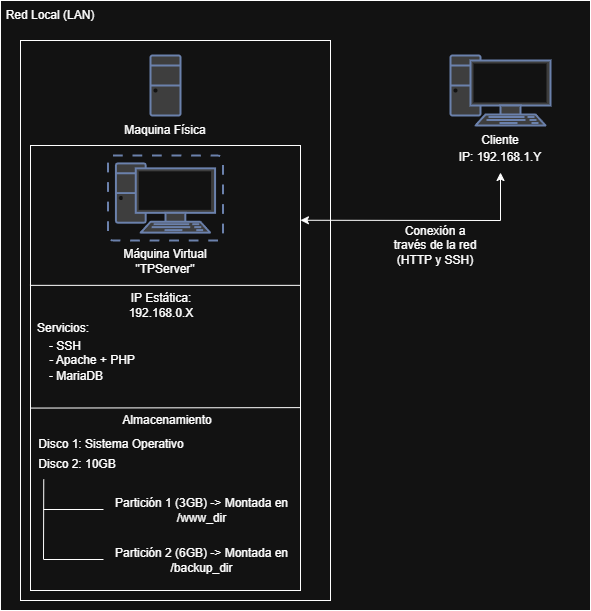 Red Local (LAN)
Maquina Física
Máquina Virtual
"TPServer"
IP Estática:
192.168.0.X
Servicios:
- SSH
- Apache + PHP
- MariaDB
Almacenamiento
Disco 1: Sistema Operativo
Disco 2: 10GB
Partición 1 (3GB) -> Montada en
/www_dir
Partición 2 (6GB) -> Montada en
/backup_dir
Cliente
IP: 192.168.1.Y
Conexión a
través de la red
(HTTP y SSH)